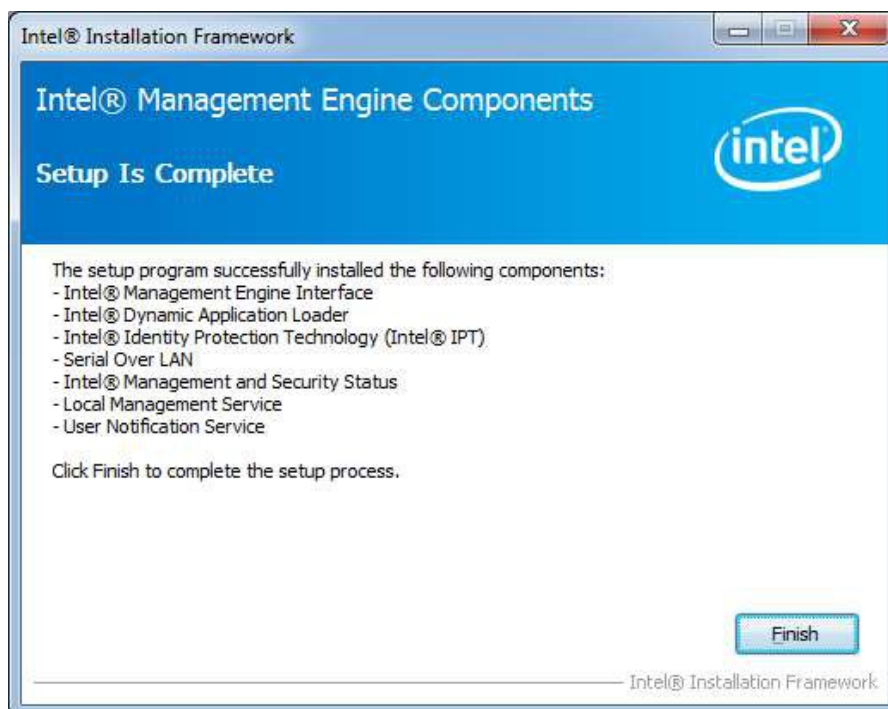 Intel® Installation Framework
Intel® Management Engine Components
Setup Is Complete
intel
The setup program successfully installed the following components:
- Intel® Management Engine Interface
- Intel® Dynamic Application Loader
- Intel® Identity Protection Technology (Intel® IPT)
- Serial Over LAN
- Intel® Management and Security Status
- Local Management Service
- User Notification Service
Click Finish to complete the setup process.
Finish
Intel® Installation Framework